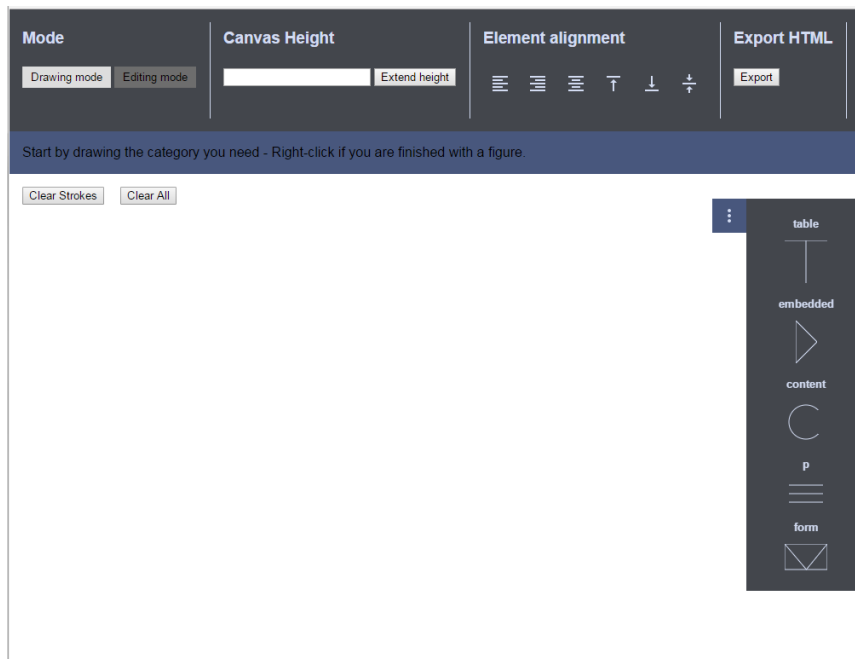 Mode
Canvas Height
Element alignment
Export HTML
Drawing mode
Editing mode
Extend height
Export
Start by drawing the category you need - Right-click if you are finished with a figure.
Clear Strokes
Clear All
table
embedded
content
p
form